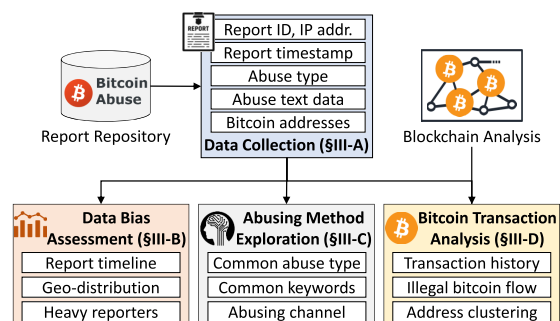 REPORT
Report ID, IP addr.
Report timestamp
Abuse type
Abuse text data
Bitcoin addresses
Data Collection (§III-A)
Bitcoin
Abuse
Report Repository
Blockchain Analysis
Data Bias
Assessment (§III-B)
Report timeline
Geo-distribution
Heavy reporters
Abusing Method
Exploration (§III-C)
Common abuse type
Common keywords
Abusing channel
Bitcoin Transaction
Analysis (§III-D)
Transaction history
Illegal bitcoin flow
Address clustering